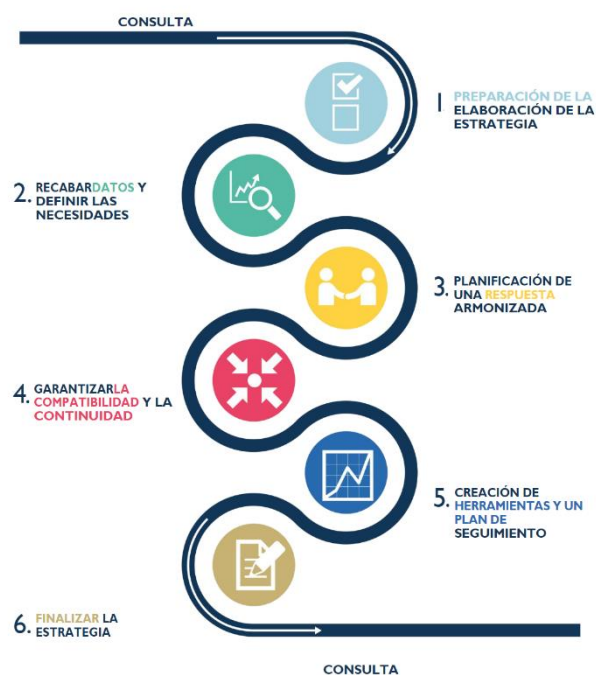 CONSULTA
1 PREPARACIÓN DE LA
ELABORACIÓN DE LA
ESTRATEGIA
2. RECABARDATOS Y
DEFINIR LAS
NECESIDADES
3. PLANIFICACIÓN DE
UNA RESPUESTA
ARMONIZADA
4. GARANTIZARLA
COMPATIBILIDAD Y LA
CONTINUIDAD
5. CREACIÓN DE
HERRAMIENTAS Y UN
PLAN DE
SEGUIMIENTO
6. FINALIZAR LA
ESTRATEGIA
CONSULTA